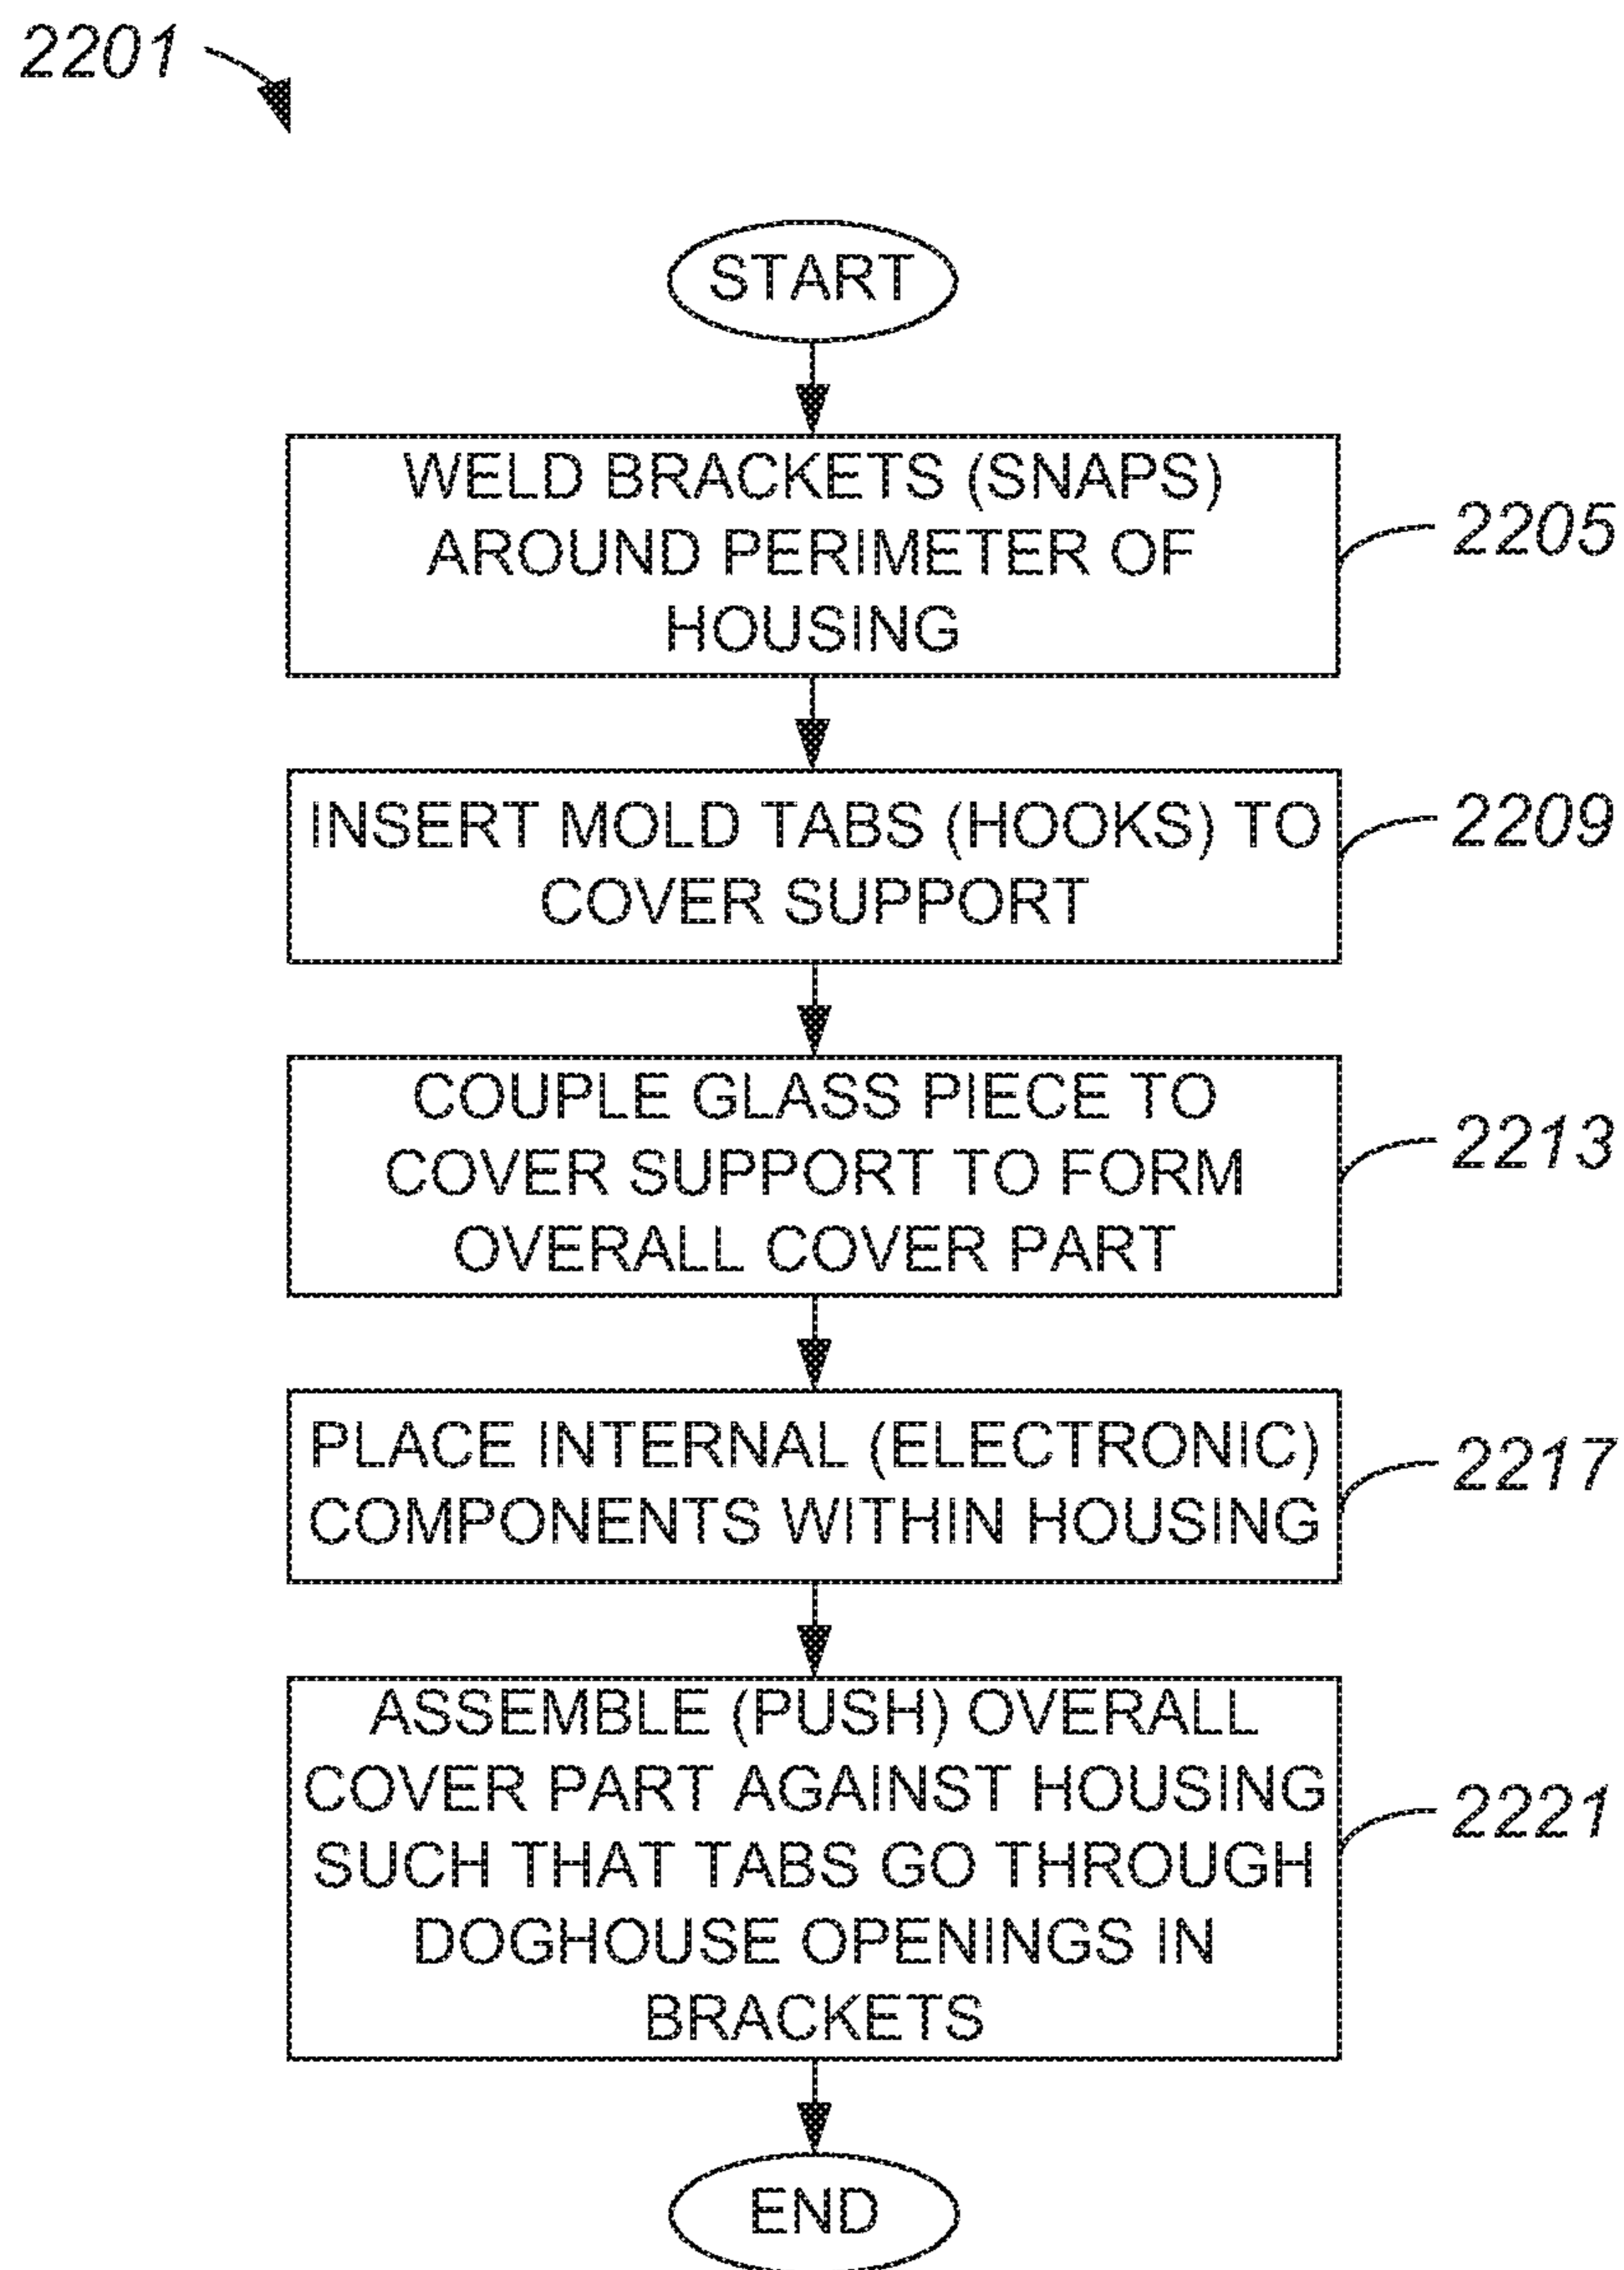 2201
START
WELD BRACKETS (SNAPS)
AROUND PERIMETER OF
HOUSING
2205
INSERT MOLD TABS (HOOKS) TO
COVER SUPPORT
2209
COUPLE GLASS PIECE TO
COVER SUPPORT TO FORM
OVERALL COVER PART
2213
PLACE INTERNAL (ELECTRONIC)
COMPONENTS WITHIN HOUSING
2217
ASSEMBLE (PUSH) OVERALL
COVER PART AGAINST HOUSING
SUCH THAT TABS GO THROUGH
DOGHOUSE OPENINGS IN
BRACKETS
2221
END